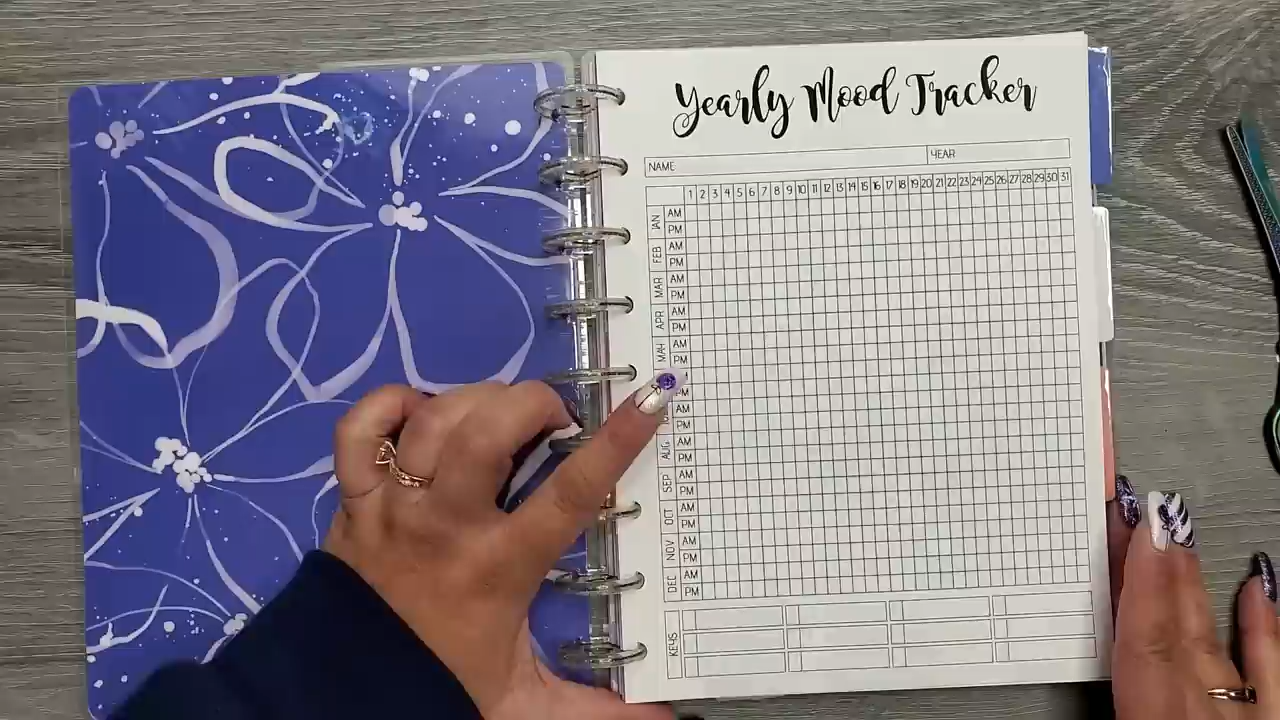 Yearly Mood Tracker
NAME YEAR
1 2 3 4 5 6 7 8 9 10 11 12 13 14 15 16 17 18 19 20 21 22 23 24 25 26 27 28 29 30 31
JAN AM
PM
FEB AM
PM
MAR AM
PM
APR AM
PM
MAY AM
PM
PM
AM
PM
AUG AM
PM
SEP AM
PM
OCT AM
PM
NOV AM
PM
DEC AM
PM
KEYS